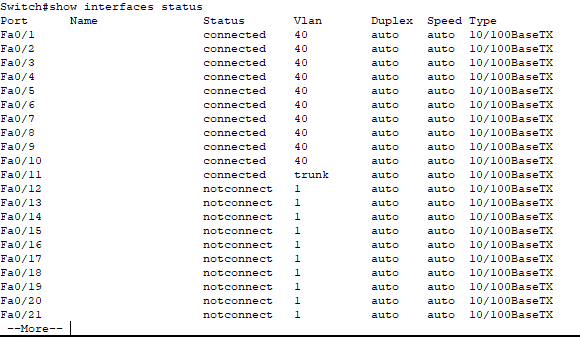 Switch#show interfaces status
Port Name Status Vlan Duplex Speed Type
Fa0/1 connected 40 auto auto 10/100BaseTX
Fa0/2 connected 40 auto auto 10/100BaseTX
Fa0/3 connected 40 auto auto 10/100BaseTX
Fa0/4 connected 40 auto auto 10/100BaseTX
Fa0/5 connected 40 auto auto 10/100BaseTX
Fa0/6 connected 40 auto auto 10/100BaseTX
Fa0/7 connected 40 auto auto 10/100BaseTX
Fa0/8 connected 40 auto auto 10/100BaseTX
Fa0/9 connected 40 auto auto 10/100BaseTX
Fa0/10 connected 40 auto auto 10/100BaseTX
Fa0/11 connected trunk auto auto 10/100BaseTX
Fa0/12 notconnect 1 auto auto 10/100BaseTX
Fa0/13 notconnect 1 auto auto 10/100BaseTX
Fa0/14 notconnect 1 auto auto 10/100BaseTX
Fa0/15 notconnect 1 auto auto 10/100BaseTX
Fa0/16 notconnect 1 auto auto 10/100BaseTX
Fa0/17 notconnect 1 auto auto 10/100BaseTX
Fa0/18 notconnect 1 auto auto 10/100BaseTX
Fa0/19 notconnect 1 auto auto 10/100BaseTX
Fa0/20 notconnect 1 auto auto 10/100BaseTX
Fa0/21 notconnect 1 auto auto 10/100BaseTX
--More--